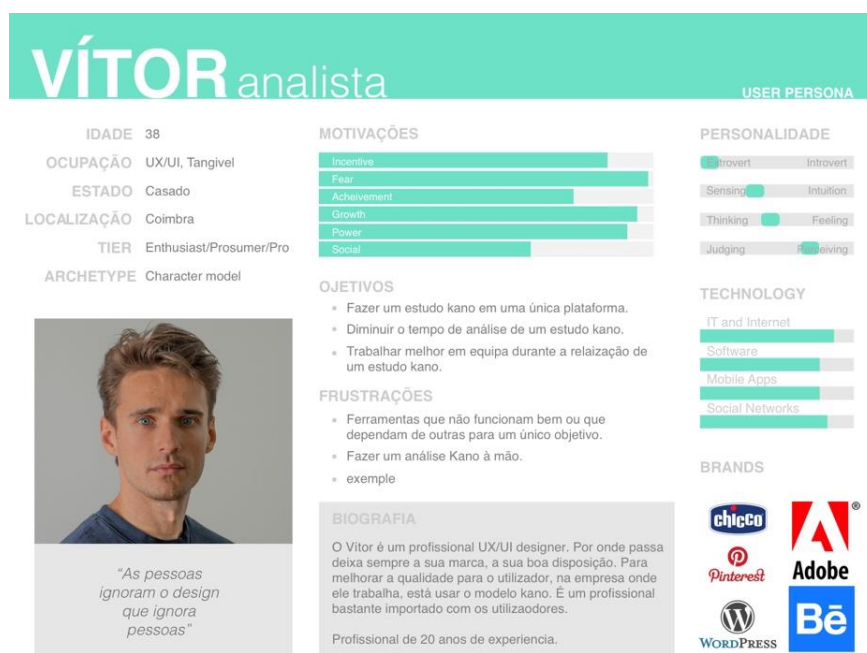 VÍTOR analista
USER PERSONA
IDADE 38
OCUPAÇÃO UX/UI, Tangivel
ESTADO Casado
LOCALIZAÇÃO Coimbra
TIER Enthusiast/Prosumer/Pro
ARCHETYPE Character model
“As pessoas
ignoram o design
que ignora
pessoas”
MOTIVAÇÕES
Incentive
Fear
Acheivement
Growth
Power
Social
OJETIVOS
Fazer um estudo kano em uma única plataforma.
Diminuir o tempo de análise de um estudo kano.
Trabalhar melhor em equipa durante a relaização de
um estudo kano.
FRUSTRAÇÕES
Ferramentas que não funcionam bem ou que
dependam de outras para um único objetivo.
Fazer um análise Kano à mão.
exemple
BIOGRAFIA
O Vítor é um profissional UX/UI designer. Por onde passa
deixa sempre a sua marca, a sua boa disposição. Para
melhorar a qualidade para o utilizador, na empresa onde
ele trabalha, está usar o modelo kano. É um profissional
bastante importado com os utilizaodores.
Profissional de 20 anos de experiencia.
PERSONALIDADE
Extrovert Introvert
Sensing Intuition
Thinking Feeling
Judging Perceiving
TECHNOLOGY
IT and Internet
Software
Mobile Apps
Social Networks
BRANDS
chicco
Pinterest
WORDPRESS
®
Adobe
Bē